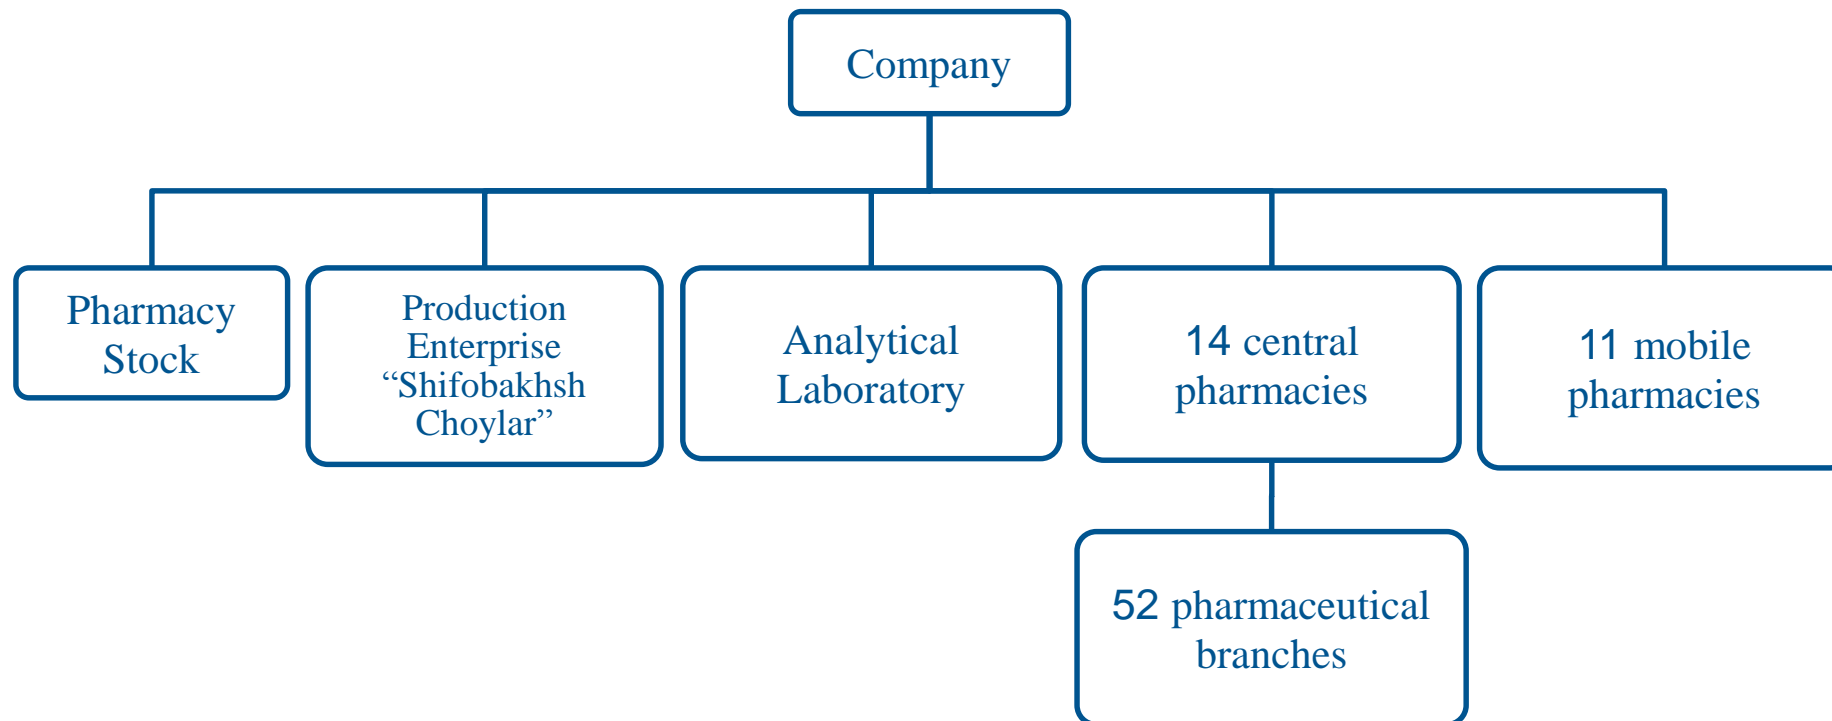 Company
Pharmacy
Stock
Production
Enterprise
“Shifobakhsh
Choylar”
Analytical
Laboratory
14 central
pharmacies
11 mobile
pharmacies
52 pharmaceutical
branches